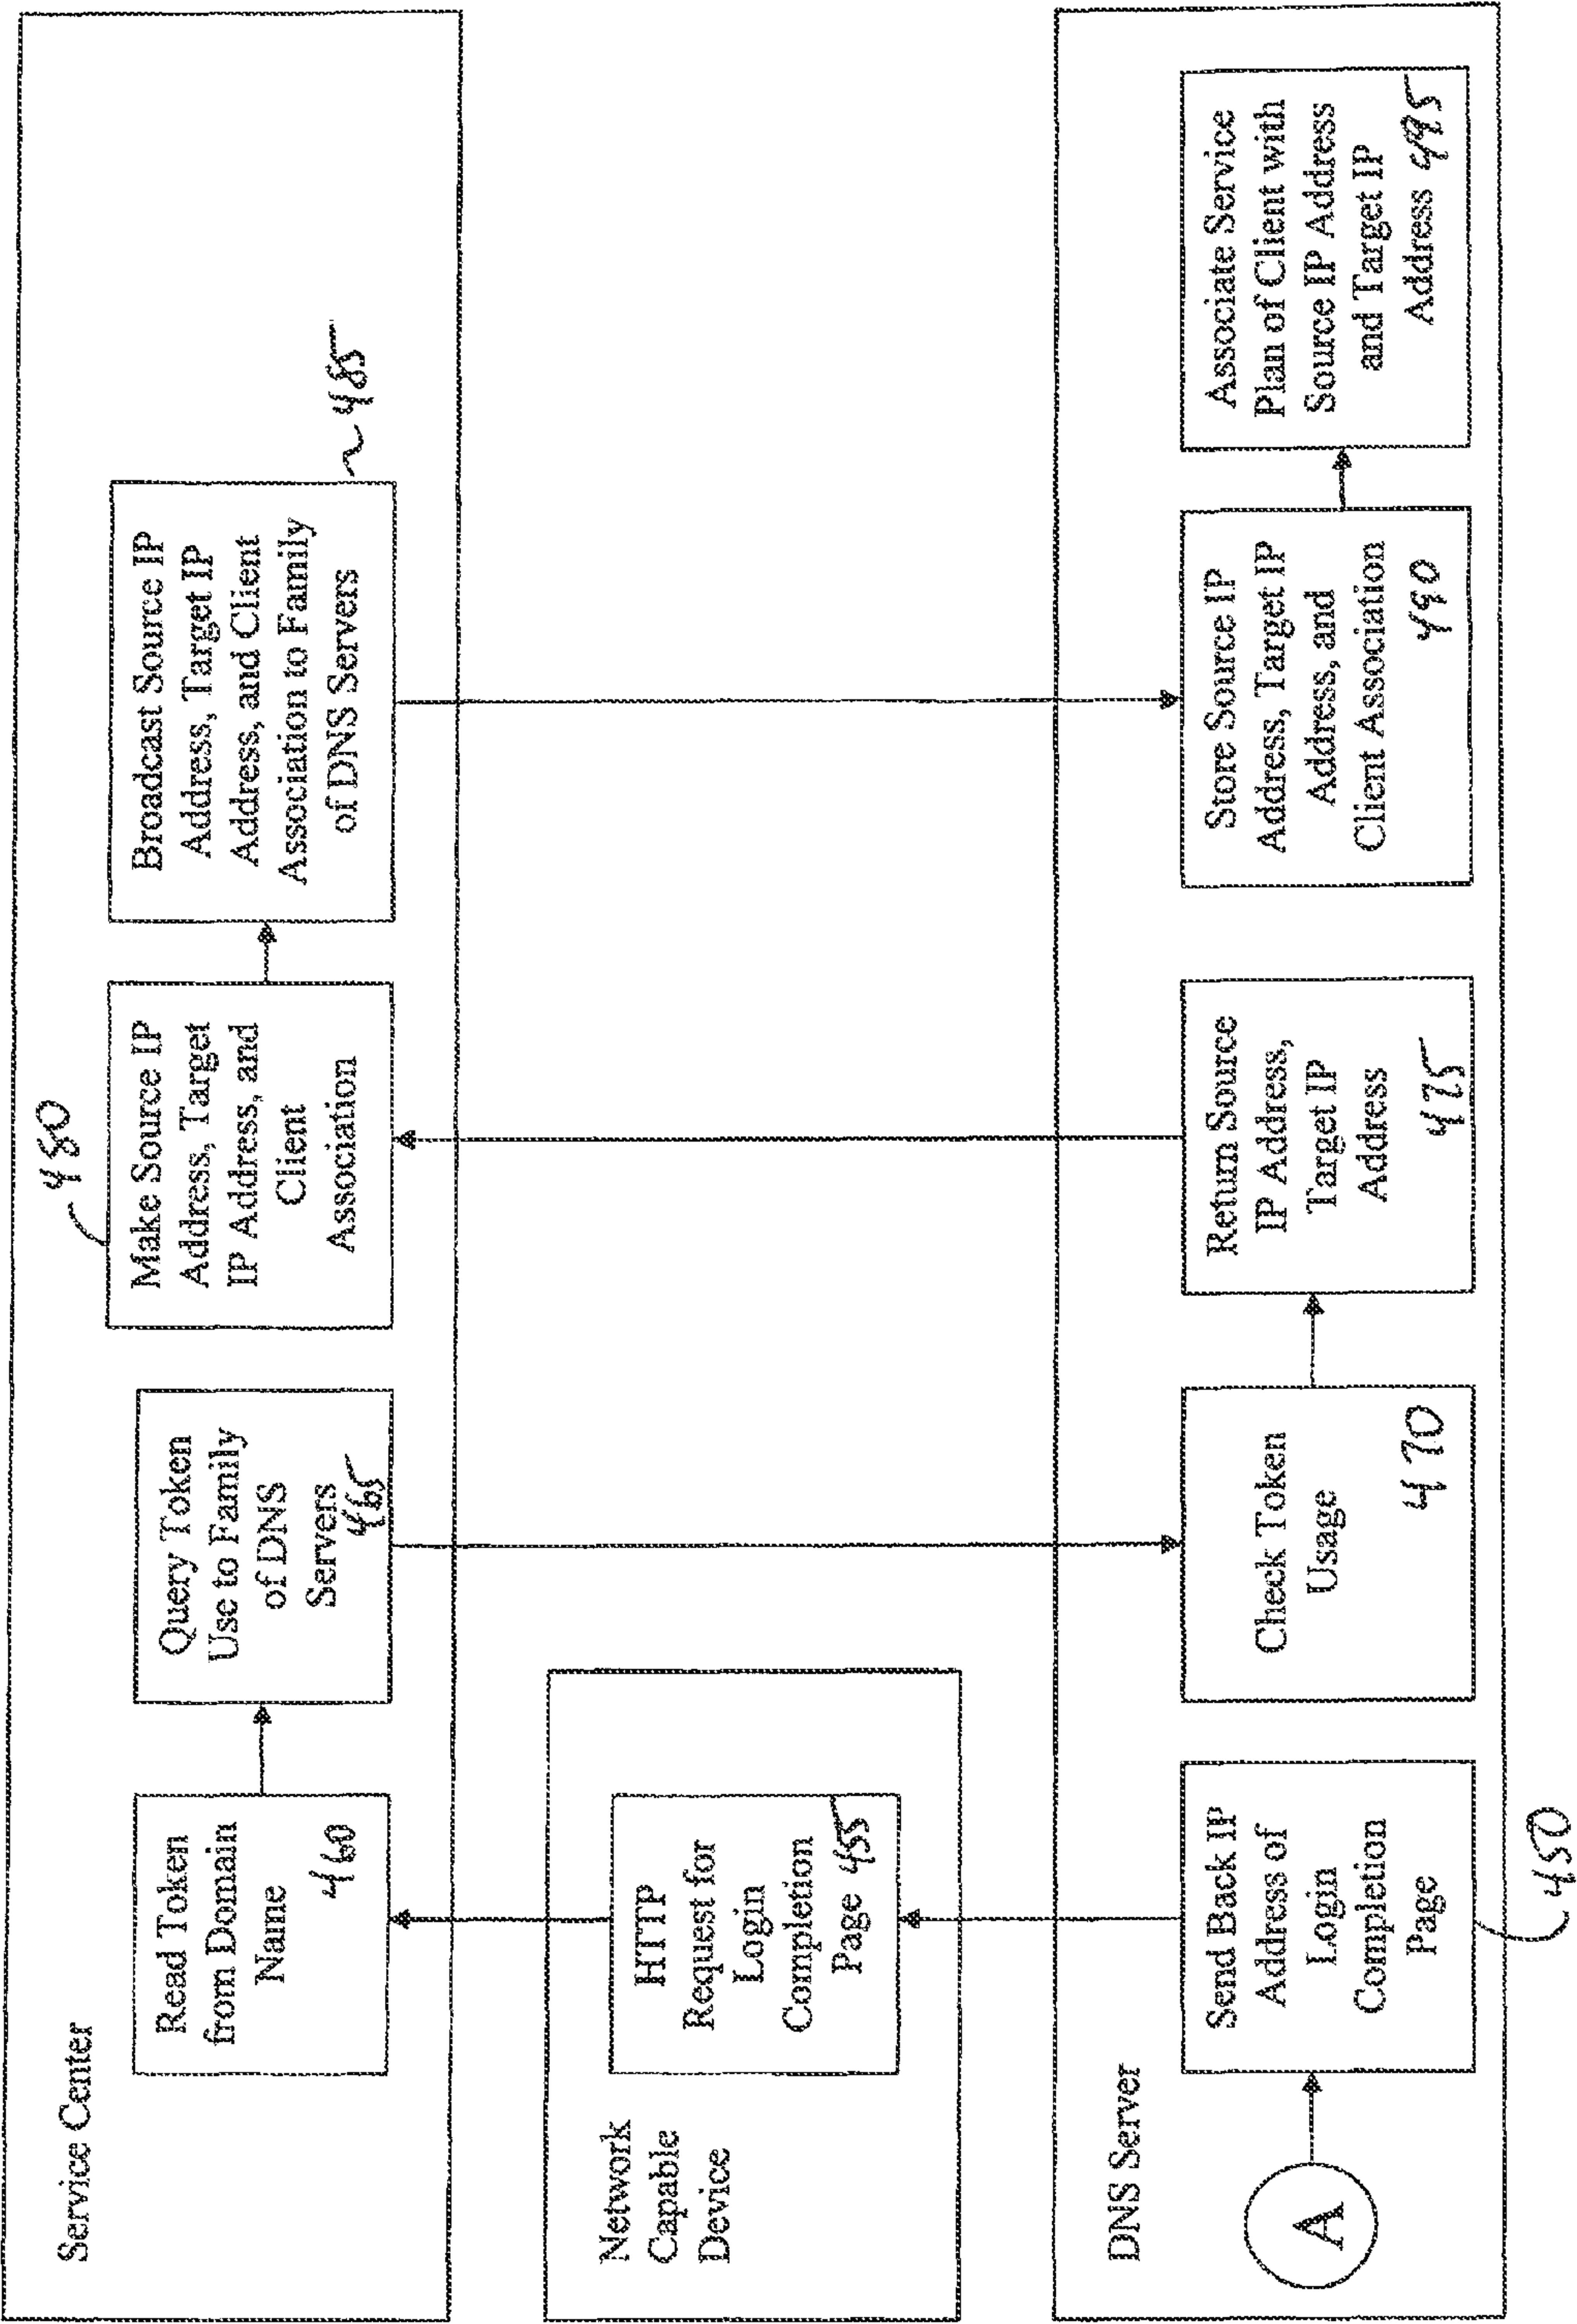 Service Center
Read Token
from Domain
Name
460
Query Token
Use to Family
of DNS
Servers
465
480
Make Source IP
Address, Target
IP Address, and
Client
Association
Broadcast Source IP
Address, Target IP
Address, and Client
Association to Family
of DNS Servers
~485
Network
Capable
Device
HTTP
Request for
Login
Completion
Page 455
DNS Server
A
Send Back IP
Address of
Login
Completion
Page
450
Check Token
Usage
470
Return Source
IP Address,
Target IP
Address
475
Store Source IP
Address, Target IP
Address, and
Client Association
490
Associate Service
Plan of Client with
Source IP Address
and Target IP
Address 495